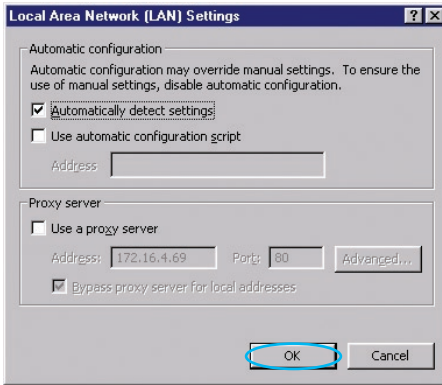 Local Area Network (LAN) Settings
Automatic configuration
Automatic configuration may override manual settings. To ensure the
use of manual settings, disable automatic configuration.
Automatically detect settings
Use automatic configuration script
Address
Proxy server
Use a proxy server
Address: 172.16.4.69 Port: 80 Advanced...
Bypass proxy server for local addresses
OK Cancel